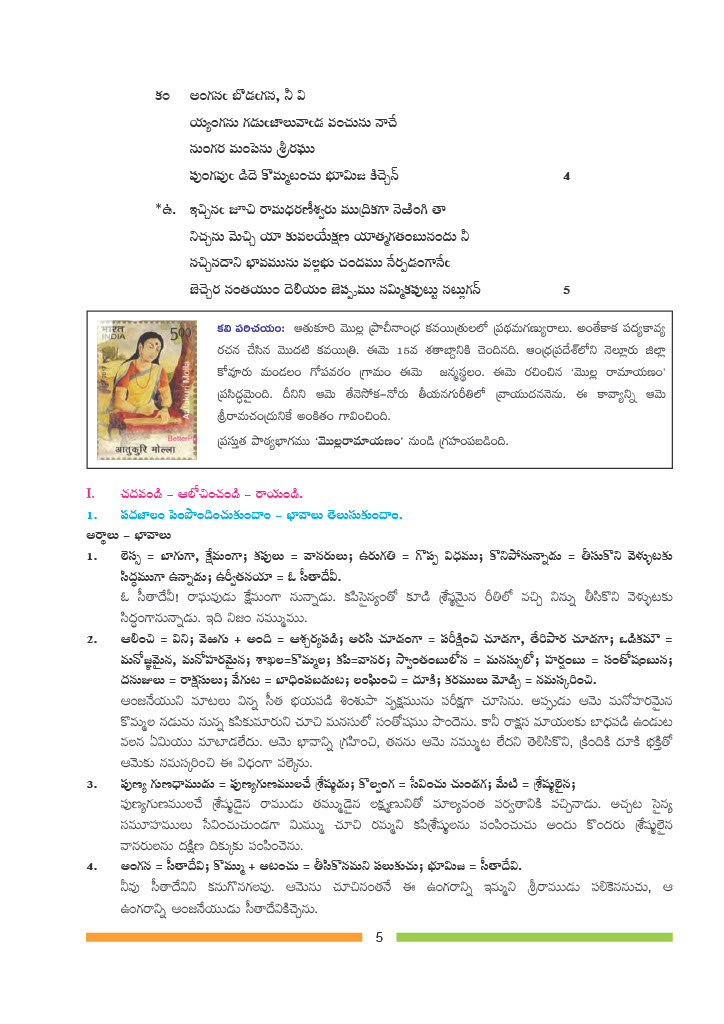 కం అంగనఁ బొడఁగన, నీ వి
య్యంగను గడుఁజాలువాఁడ వంచును నాచే
నుంగర మంపెను శ్రీరఘు
పుంగవుఁ డిదె కొమ్మటంచు భూమిజ కిచ్చెన్ 4
*ఉ. ఇచ్చినఁ జూచి రామధరణీశ్వరు ముద్రికగా నెఱింగి తా
నిచ్చను మెచ్చి యా కువలయేక్షణ యాత్మగతంబునందు నీ
నచ్చినదాని భావమును వల్లభు చందము నేర్పడంగానేఁ
జెచ్చెర నంతయుం దెలియం జెప్పుము నమ్మికపుట్టు నట్లుగన్ 5
కవి పరిచయం: ఆతుకూరి మొల్ల ప్రాచీనాంధ్ర కవయిత్రులలో ప్రథమగణ్యురాలు. అంతేకాక పద్యకావ్య
రచన చేసిన మొదటి కవయిత్రి. ఈమె 15వ శతాబ్దానికి చెందినది. ఆంధ్రప్రదేశ్‌లోని నెల్లూరు జిల్లా
కోవూరు మండలం గోపవరం గ్రామం ఈమె జన్మస్థలం. ఈమె రచించిన ‘మొల్ల రామాయణం’
ప్రసిద్ధమైంది. దీనిని ఆమె తేనెసోక–నోరు తీయనగురీతిలో వ్రాయుదననెను. ఈ కావ్యాన్ని ఆమె
శ్రీరామచంద్రునికే అంకితం గావించింది.
ప్రస్తుత పాఠ్యభాగము ‘మొల్లరామాయణం’ నుండి గ్రహింపబడింది.
भारत
INDIA
500
आतुकुरि मोल्ला
I. చదవండి – ఆలోచించండి – రాయండి.
1. పదజాలం పెంపొందించుకుందాం – భావాలు తెలుసుకుందాం.
అర్థాలు – భావాలు
1. లెస్స = బాగుగా, క్షేమంగా; కపులు = వానరులు; ఉరుగతి = గొప్ప విధము; కొనిపోనున్నాడు = తీసుకొని వెళ్ళుటకు
సిద్ధముగా ఉన్నాడు; ఉర్వీతనయా = ఓ సీతాదేవీ.
ఓ సీతాదేవీ! రాఘవుడు క్షేమంగా నున్నాడు. కపిసైన్యంతో కూడి శ్రేష్ఠమైన రీతిలో వచ్చి నిన్ను తీసికొని వెళ్ళుటకు
సిద్ధంగానున్నాడు. ఇది నిజం నమ్ముము.
2. ఆలించి = విని; వెఱగు + అంది = ఆశ్చర్యపడి; అరసి చూడంగా = పరీక్షించి చూడగా, తేరిపార చూడగా; ఒడికమౌ =
మనోజ్ఞమైన, మనోహరమైన; శాఖల=కొమ్మల; కపి=వానర; స్వాంతంబులోన = మనస్సులో; హర్షంబు = సంతోషంబున;
దనుజులు = రాక్షసులు; వేగుట = బాధింపబడుట; లంఘించి = దూకి; కరములు మోడ్చి = నమస్కరించి.
ఆంజనేయుని మాటలు విన్న సీత భయపడి శింశుపా వృక్షమును పరీక్షగా చూసెను. అప్పుడు ఆమె మనోహరమైన
కొమ్మల నడుమ నున్న కపికుమారుని చూచి మనసులో సంతోషము పొందెను. కానీ రాక్షస మాయలకు బాధపడి ఉండుట
వలన ఏమియు మాటాడలేదు. ఆమె భావాన్ని గ్రహించి, తనను ఆమె నమ్ముట లేదని తెలిసికొని, క్రిందికి దూకి భక్తితో
ఆమెకు నమస్కరించి ఈ విధంగా పల్కెను.
3. పుణ్య గుణధాముడు = పుణ్యగుణములచే శ్రేష్ఠుడు; కొల్వంగ = సేవించు చుండగ; మేటి = శ్రేష్ఠులైన;
పుణ్యగుణములచే శ్రేష్ఠుడైన రాముడు తమ్ముడైన లక్ష్మణునితో మాల్యవంత పర్వతానికి వచ్చినాడు. అచ్చట సైన్య
సమూహములు సేవించుచుండగా మిమ్ము చూచి రమ్మని కపిశ్రేష్ఠులను పంపించుచు అందు కొందరు శ్రేష్ఠులైన
వానరులను దక్షిణ దిక్కుకు పంపించెను.
4. అంగన = సీతాదేవి; కొమ్ము + అటంచు = తీసికొనమని పలుకుచు; భూమిజ = సీతాదేవి.
నీవు సీతాదేవిని కనుగొనగలవు. ఆమెను చూచినంతనే ఈ ఉంగరాన్ని ఇమ్మని శ్రీరాముడు పలికెననుచు, ఆ
ఉంగరాన్ని ఆంజనేయుడు సీతాదేవికిచ్చెను.
5